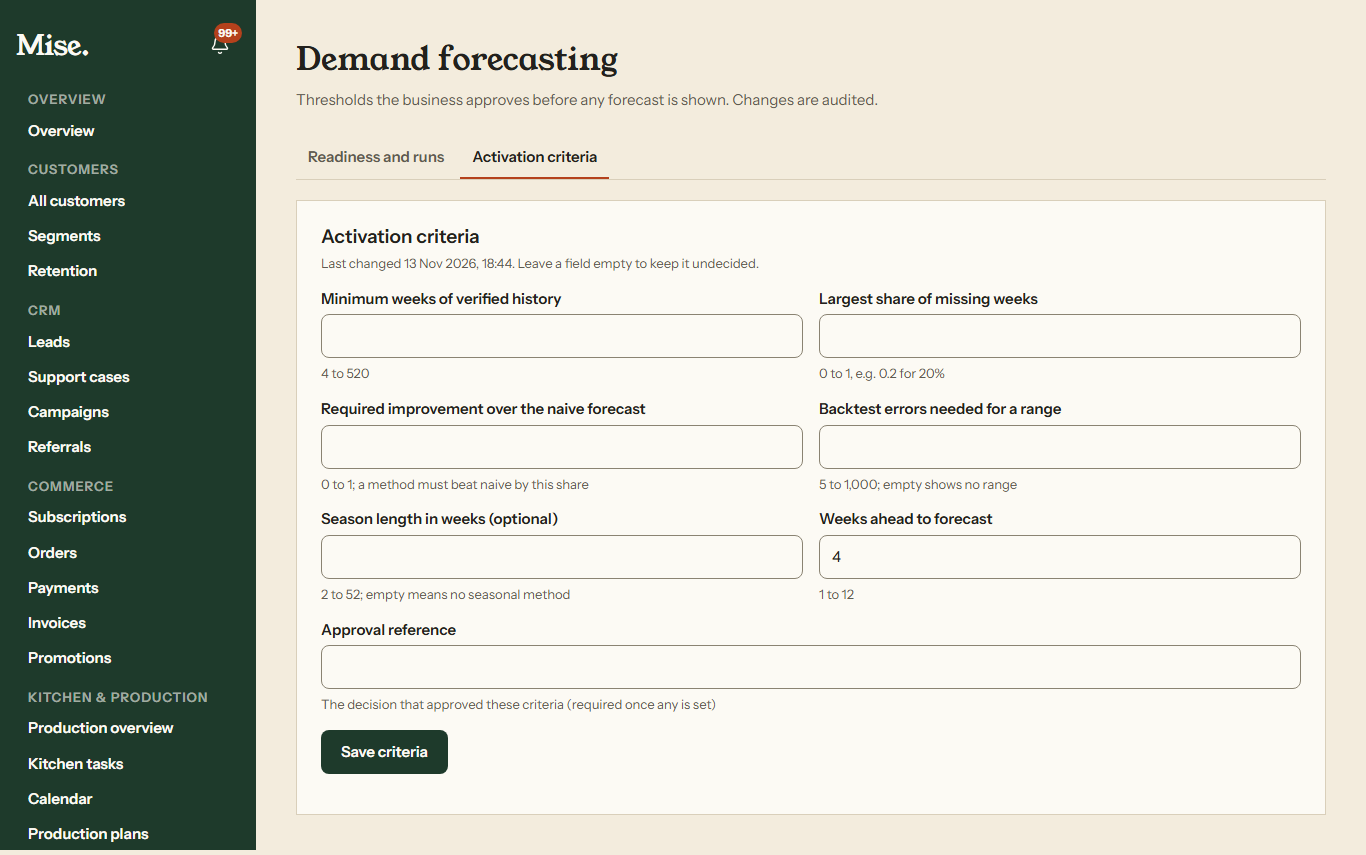 Mise.
99+
OVERVIEW
Overview
CUSTOMERS
All customers
Segments
Retention
CRM
Leads
Support cases
Campaigns
Referrals
COMMERCE
Subscriptions
Orders
Payments
Invoices
Promotions
KITCHEN & PRODUCTION
Production overview
Kitchen tasks
Calendar
Production plans
Demand forecasting
Thresholds the business approves before any forecast is shown. Changes are audited.
Readiness and runs
Activation criteria
Activation criteria
Last changed 13 Nov 2026, 18:44. Leave a field empty to keep it undecided.
Minimum weeks of verified history
4 to 520
Largest share of missing weeks
0 to 1, e.g. 0.2 for 20%
Required improvement over the naive forecast
0 to 1; a method must beat naive by this share
Backtest errors needed for a range
5 to 1,000; empty shows no range
Season length in weeks (optional)
2 to 52; empty means no seasonal method
Weeks ahead to forecast
4
1 to 12
Approval reference
The decision that approved these criteria (required once any is set)
Save criteria